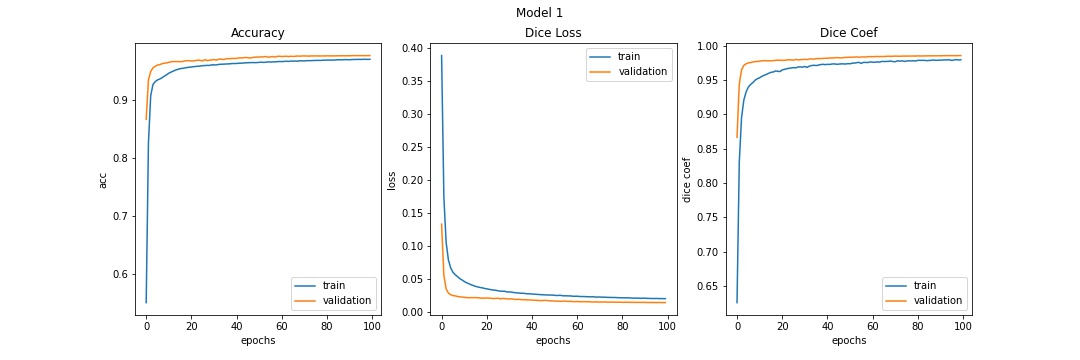 Model 1
Accuracy
acc
0.9
0.8
0.7
0.6
0 20 40 60 80 100
epochs
train
validation
Dice Loss
loss
0.40
0.35
0.30
0.25
0.20
0.15
0.10
0.05
0.00
0 20 40 60 80 100
epochs
train
validation
Dice Coef
dice coef
1.00
0.95
0.90
0.85
0.80
0.75
0.70
0.65
0 20 40 60 80 100
epochs
train
validation